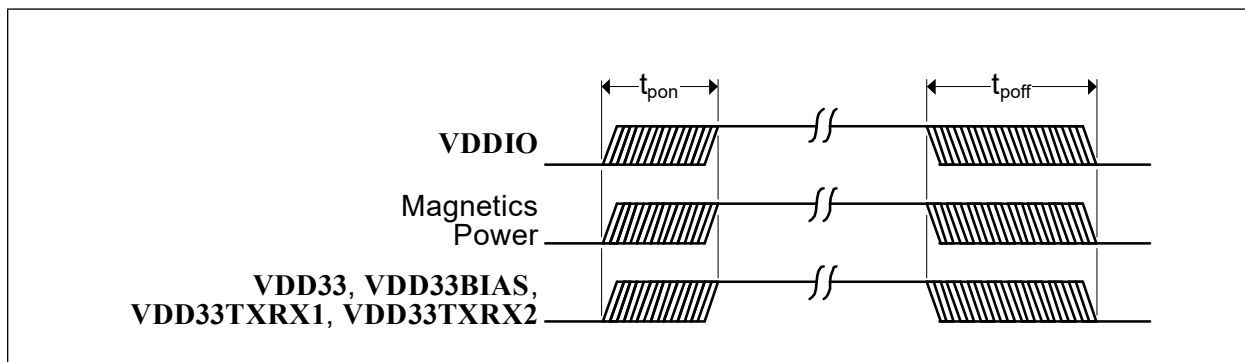 tpon
tpoff
VDDIO
Magnetics
Power
VDD33, VDD33BIAS,
VDD33TXRX1, VDD33TXRX2